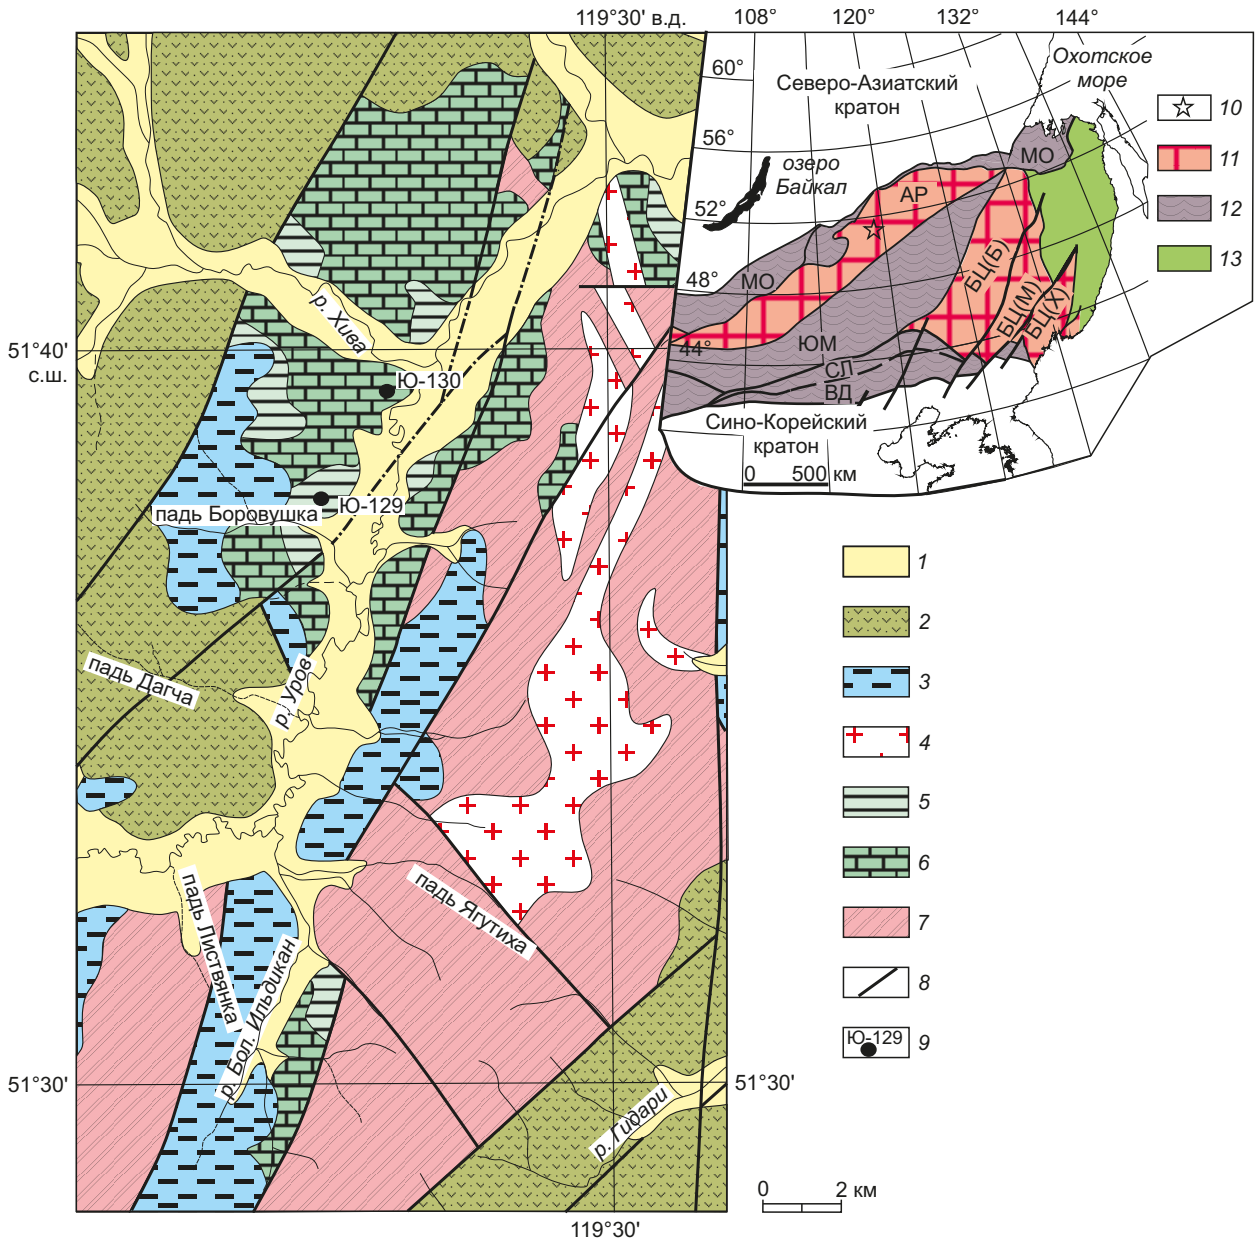 119°30' в.д.
108°
120°
132°
144°
60°
56°
52°
48°
44°
Северо-Азиатский
кратон
Охотское
море
озеро
Байкал
МО
АР
МО
ЮМ
СЛ
ВД
БЦ(Б)
БЦ(М)
БЦ(Х)
Сино-Корейский
кратон
0 500 км
10
11
12
13
51°40'
с.ш.
р. Хива
Ю-130
Ю-129
падь Боровушка
падь Дагча
р. Уров
падь Листвянка
р. Бол. Ильдикан
падь Ягутиха
р. Гидари
51°30'
51°30'
119°30'
1
2
3
4
5
6
7
8
Ю-129
9
0 2 км